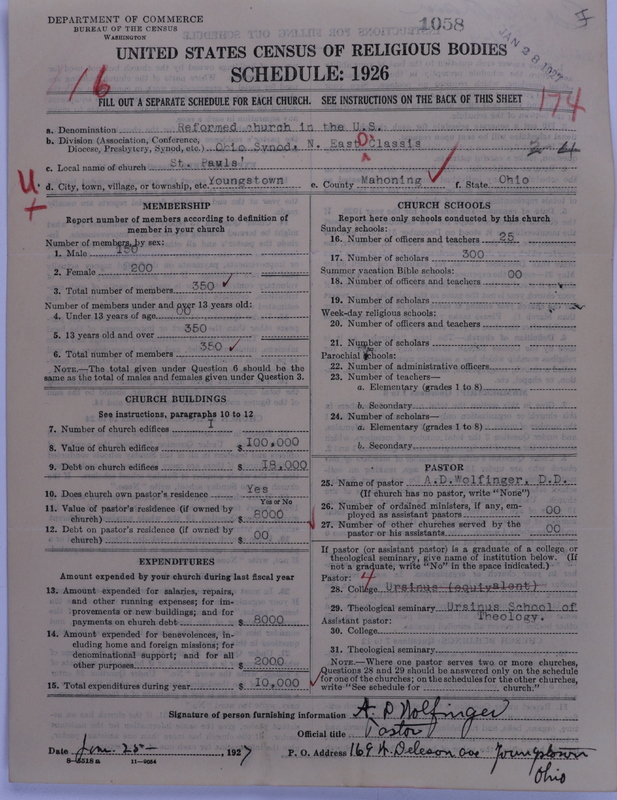 DEPARTMENT OF COMMERCE
BUREAU OF THE CENSUS
WASHINGTON
1058
JAN 28 1927
UNITED STATES CENSUS OF RELIGIOUS BODIES
SCHEDULE: 1926
16
174
FILL OUT A SEPARATE SCHEDULE FOR EACH CHURCH. SEE INSTRUCTIONS ON THE BACK OF THIS SHEET
a. Denomination Reformed church in the U.S.
b. Division (Association, Conference, Diocese, Presbytery, Synod, etc.) Ohio Synod, N. East O Classis
c. Local name of church St. Pauls'
d. City, town, village, or township, etc. Youngstown e. County Mahoning f. State Ohio
MEMBERSHIP
Report number of members according to definition of
member in your church
Number of members by sex:
1. Male 150
2. Female 200
3. Total number of members 350
Number of members under and over 13 years old:
4. Under 13 years of age 00
5. 13 years old and over 350
6. Total number of members 350
NOTE.—The total given under Question 6 should be
same as the total of males and females given under Question 3.
CHURCH BUILDINGS
See instructions, paragraphs 10 to 12
7. Number of church edifices I
8. Value of church edifices $ 100,000
9. Debt on church edifices $ 18,000
10. Does church own pastor's residence Yes
Yes or No
11. Value of pastor's residence (if owned by
church) $ 8000
12. Debt on pastor's residence (if owned by
church) $ 00
EXPENDITURES
Amount expended by your church during last fiscal year
13. Amount expended for salaries, repairs,
and other running expenses; for im-
provements or new buildings; and for
payments on church debt $ 8000
14. Amount expended for benevolences, in-
cluding home and foreign missions; for
denominational support; and for all
other purposes $ 2000
15. Total expenditures during year $ 10,000
CHURCH SCHOOLS
Report here only schools conducted by this church
Sunday schools:
16. Number of officers and teachers 25
17. Number of scholars 300
Summer vacation Bible schools:
18. Number of officers and teachers 00
19. Number of scholars
Week-day religious schools:
20. Number of officers and teachers
21. Number of scholars
Parochial schools:
22. Number of administrative officers
23. Number of teachers—
a. Elementary (grades 1 to 8)
b. Secondary
24. Number of scholars—
a. Elementary (grades 1 to 8)
b. Secondary
PASTOR
25. Name of pastor A.D.Wolfinger, D.D.
(If church has no pastor, write "None")
26. Number of ordained ministers, if any, em-
ployed as assistant pastors 00
27. Number of other churches served by the
pastor or his assistants 00
If pastor (or assistant pastor) is a graduate of a college or
theological seminary, give name of institution below. (If
not a graduate, write "No" in the space indicated.)
Pastor: 4
28. College Ursinus (equivalent)
29. Theological seminary Ursinus School of
Theology.
Assistant pastor:
30. College
31. Theological seminary
NOTE.—Where one pastor serves two or more churches,
Questions 28 and 29 should be answered only on the schedule
for one of the churches; on the schedules for the other churches,
write "See schedule for church."
Signature of person furnishing information A. D Wolfinger
Official title Pastor
Date Jan. 25 , 1927 P. O. Address 169 W. Youngstown
Ohio
8-5518 a 11-9054